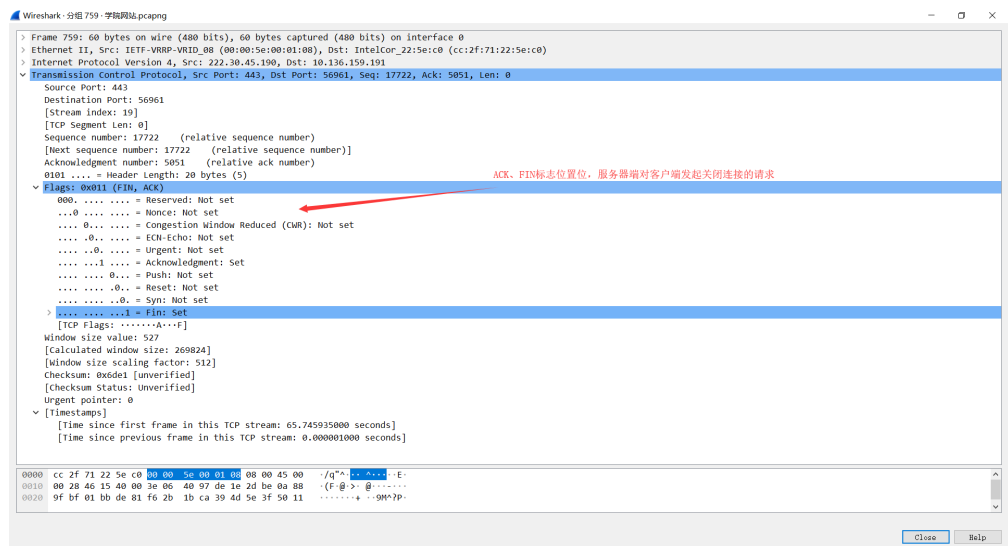 Wireshark · 分组 759 · 学院网站.pcapng
Frame 759: 60 bytes on wire (480 bits), 60 bytes captured (480 bits) on interface 0
Ethernet II, Src: IETF-VRRP-VRID_08 (00:00:5e:00:01:08), Dst: IntelCor_22:5e:c0 (cc:2f:71:22:5e:c0)
Internet Protocol Version 4, Src: 222.30.45.190, Dst: 10.136.159.191
Transmission Control Protocol, Src Port: 443, Dst Port: 56961, Seq: 17722, Ack: 5051, Len: 0
Source Port: 443
Destination Port: 56961
[Stream index: 19]
[TCP Segment Len: 0]
Sequence number: 17722    (relative sequence number)
[Next sequence number: 17722    (relative sequence number)]
Acknowledgment number: 5051    (relative ack number)
0101 .... = Header Length: 20 bytes (5)
ACK、FIN标志位置位，服务器端对客户端发起关闭连接的请求
Flags: 0x011 (FIN, ACK)
000. .... .... = Reserved: Not set
...0 .... .... = Nonce: Not set
.... 0... .... = Congestion Window Reduced (CWR): Not set
.... .0.. .... = ECN-Echo: Not set
.... ..0. .... = Urgent: Not set
.... ...1 .... = Acknowledgment: Set
.... .... 0... = Push: Not set
.... .... .0.. = Reset: Not set
.... .... ..0. = Syn: Not set
.... .... ...1 = Fin: Set
[TCP Flags: ·······A···F]
Window size value: 527
[Calculated window size: 269824]
[Window size scaling factor: 512]
Checksum: 0x6de1 [unverified]
[Checksum Status: Unverified]
Urgent pointer: 0
[Timestamps]
[Time since first frame in this TCP stream: 65.745935000 seconds]
[Time since previous frame in this TCP stream: 0.000001000 seconds]
0000 cc 2f 71 22 5e c0 00 00 5e 00 01 08 08 00 45 00 ·/q"^··· ^·····E·
0010 00 28 46 15 40 00 3e 06 40 97 de 1e 2d be 0a 88 ·(F·@·>· @···-···
0020 9f bf 01 bb de 81 f6 2b 1b ca 39 4d 5e 3f 50 11 ·······+ ··9M^?P·
Close Help